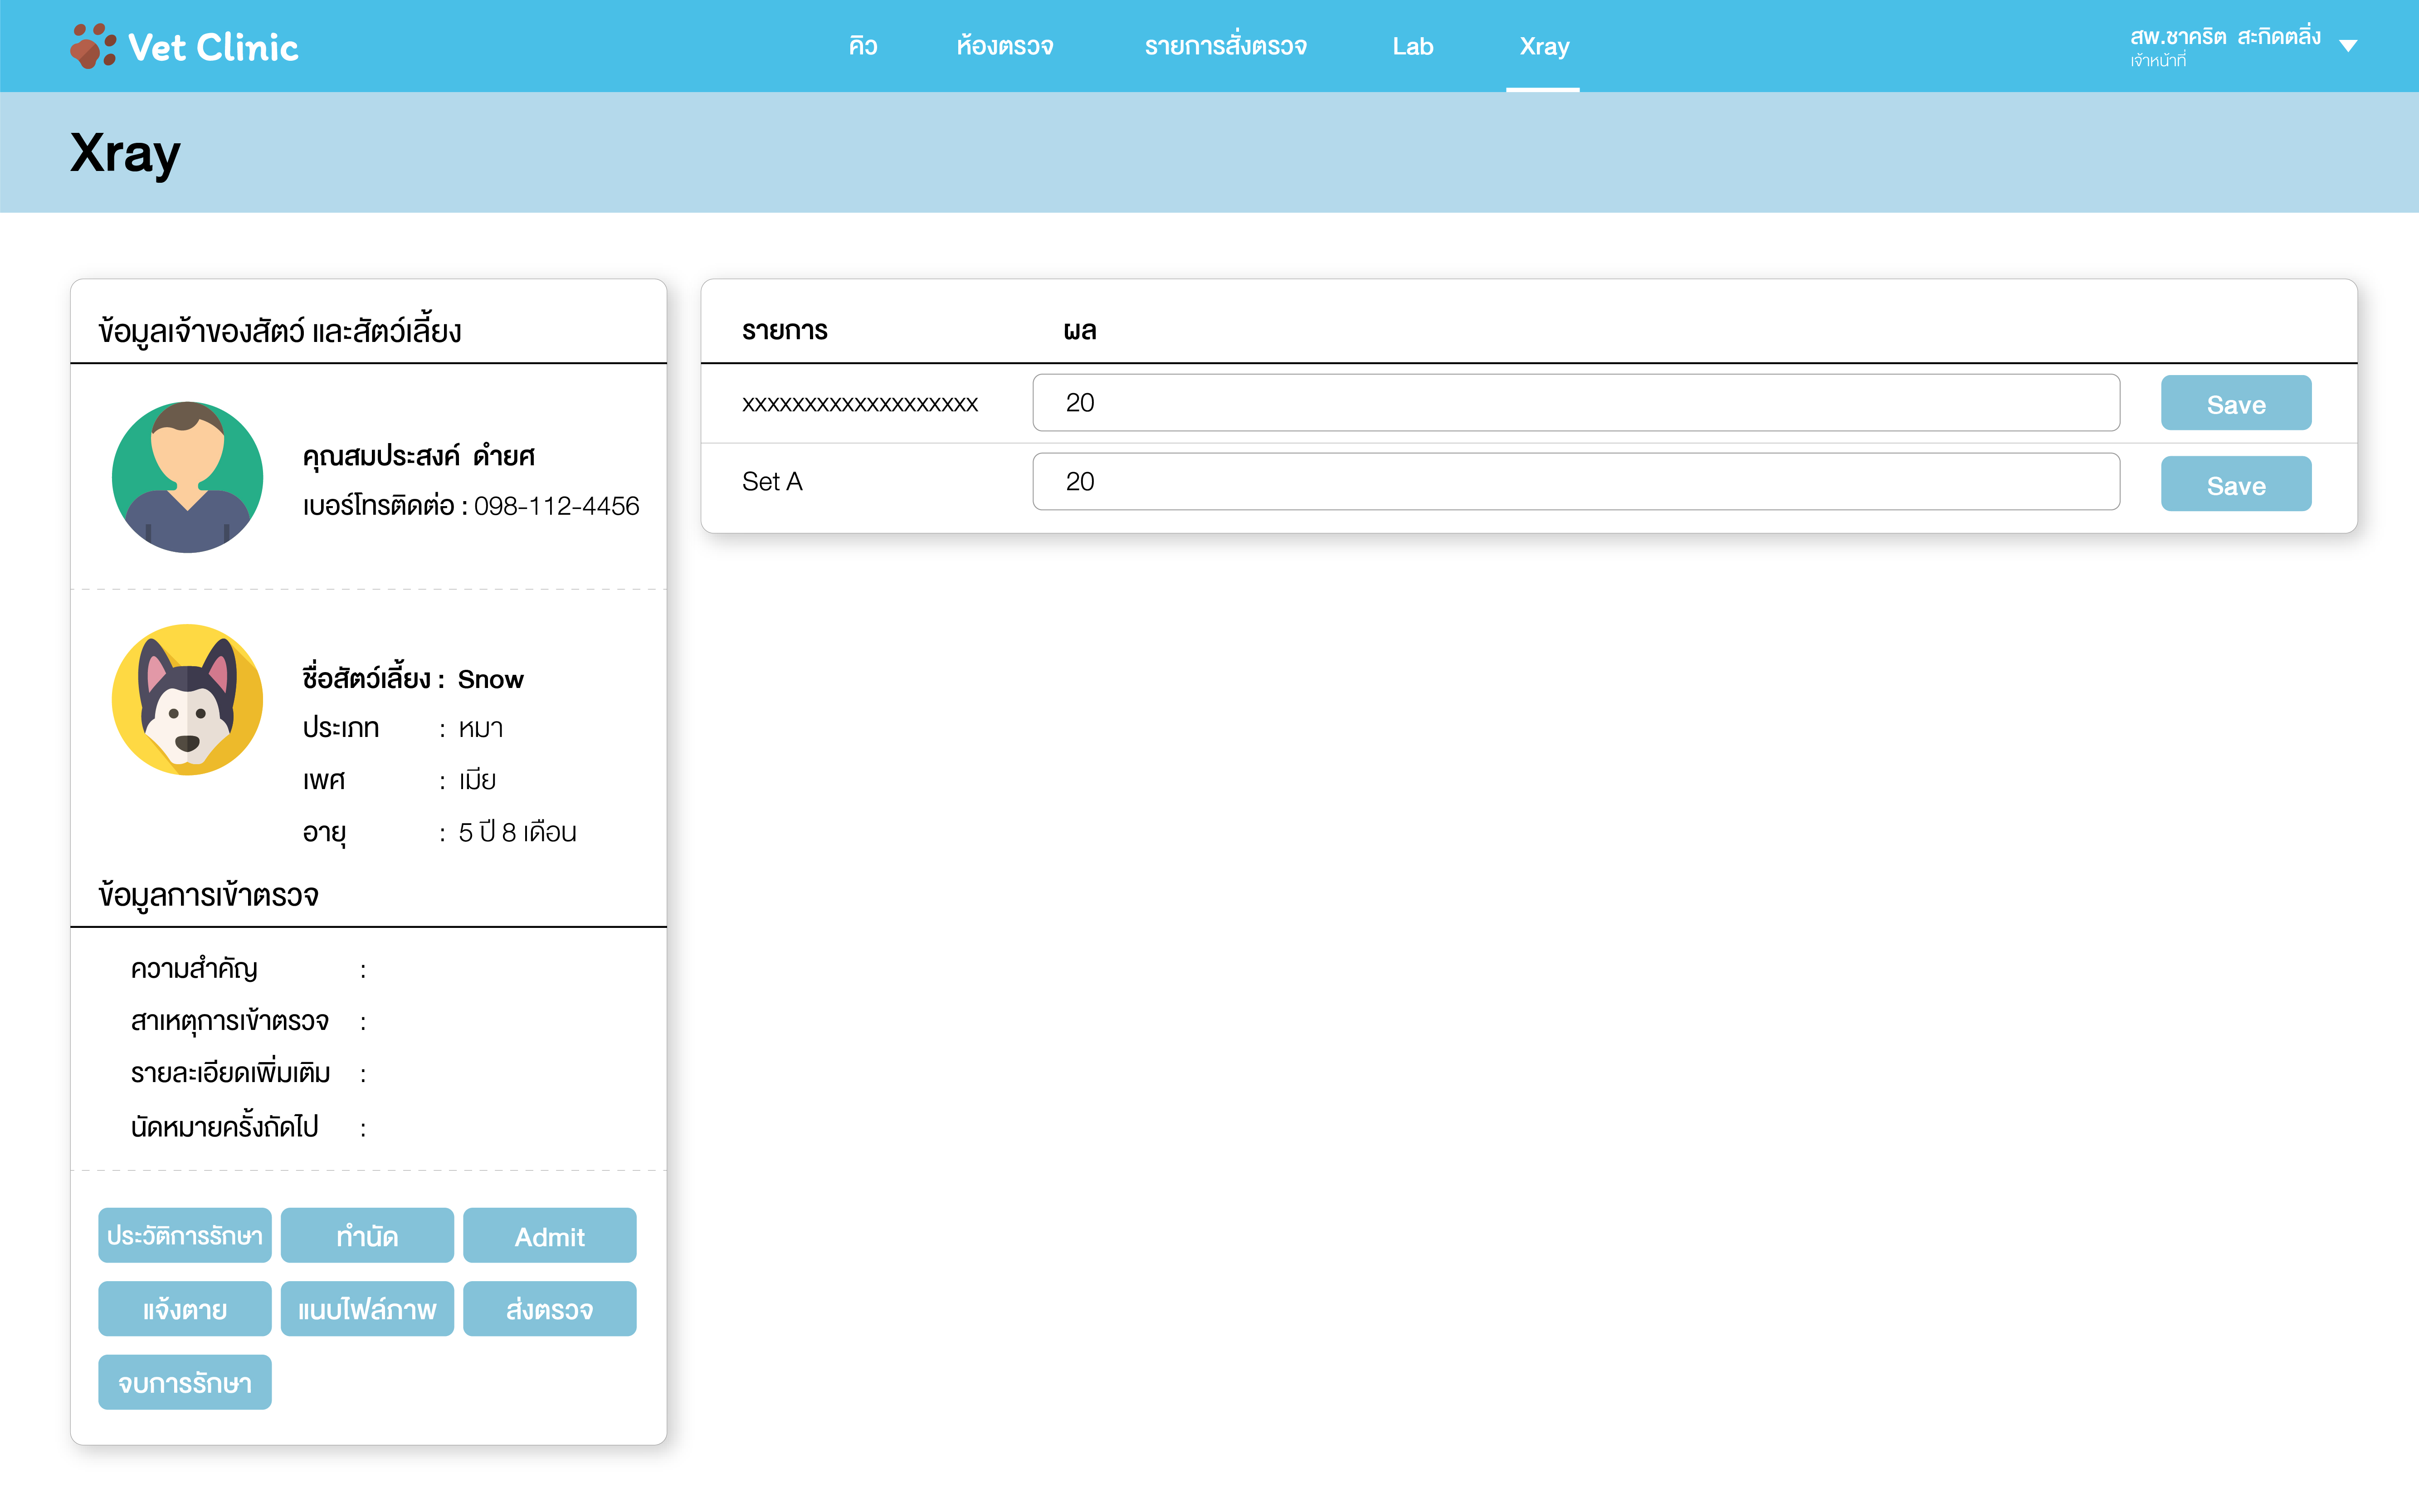 Vet Clinic
คิว ห้องตรวจ รายการสั่งตรวจ Lab Xray
สพ.ชาคริต สะกิดตลิ่ง
เจ้าหน้าที่
Xray
ข้อมูลเจ้าของสัตว์ และสัตว์เลี้ยง
คุณสมประสงค์ ดำยศ
เบอร์โทรติดต่อ : 098-112-4456
ชื่อสัตว์เลี้ยง : Snow
ประเภท : หมา
เพศ : เมีย
อายุ : 5 ปี 8 เดือน
ข้อมูลการเข้าตรวจ
ความสำคัญ :
สาเหตุการเข้าตรวจ :
รายละเอียดเพิ่มเติม :
นัดหมายครั้งถัดไป :
ประวัติการรักษา ทำนัด Admit
แจ้งตาย แนบไฟล์ภาพ ส่งตรวจ
จบการรักษา
รายการ ผล
xxxxxxxxxxxxxxxxxxx 20 Save
Set A 20 Save